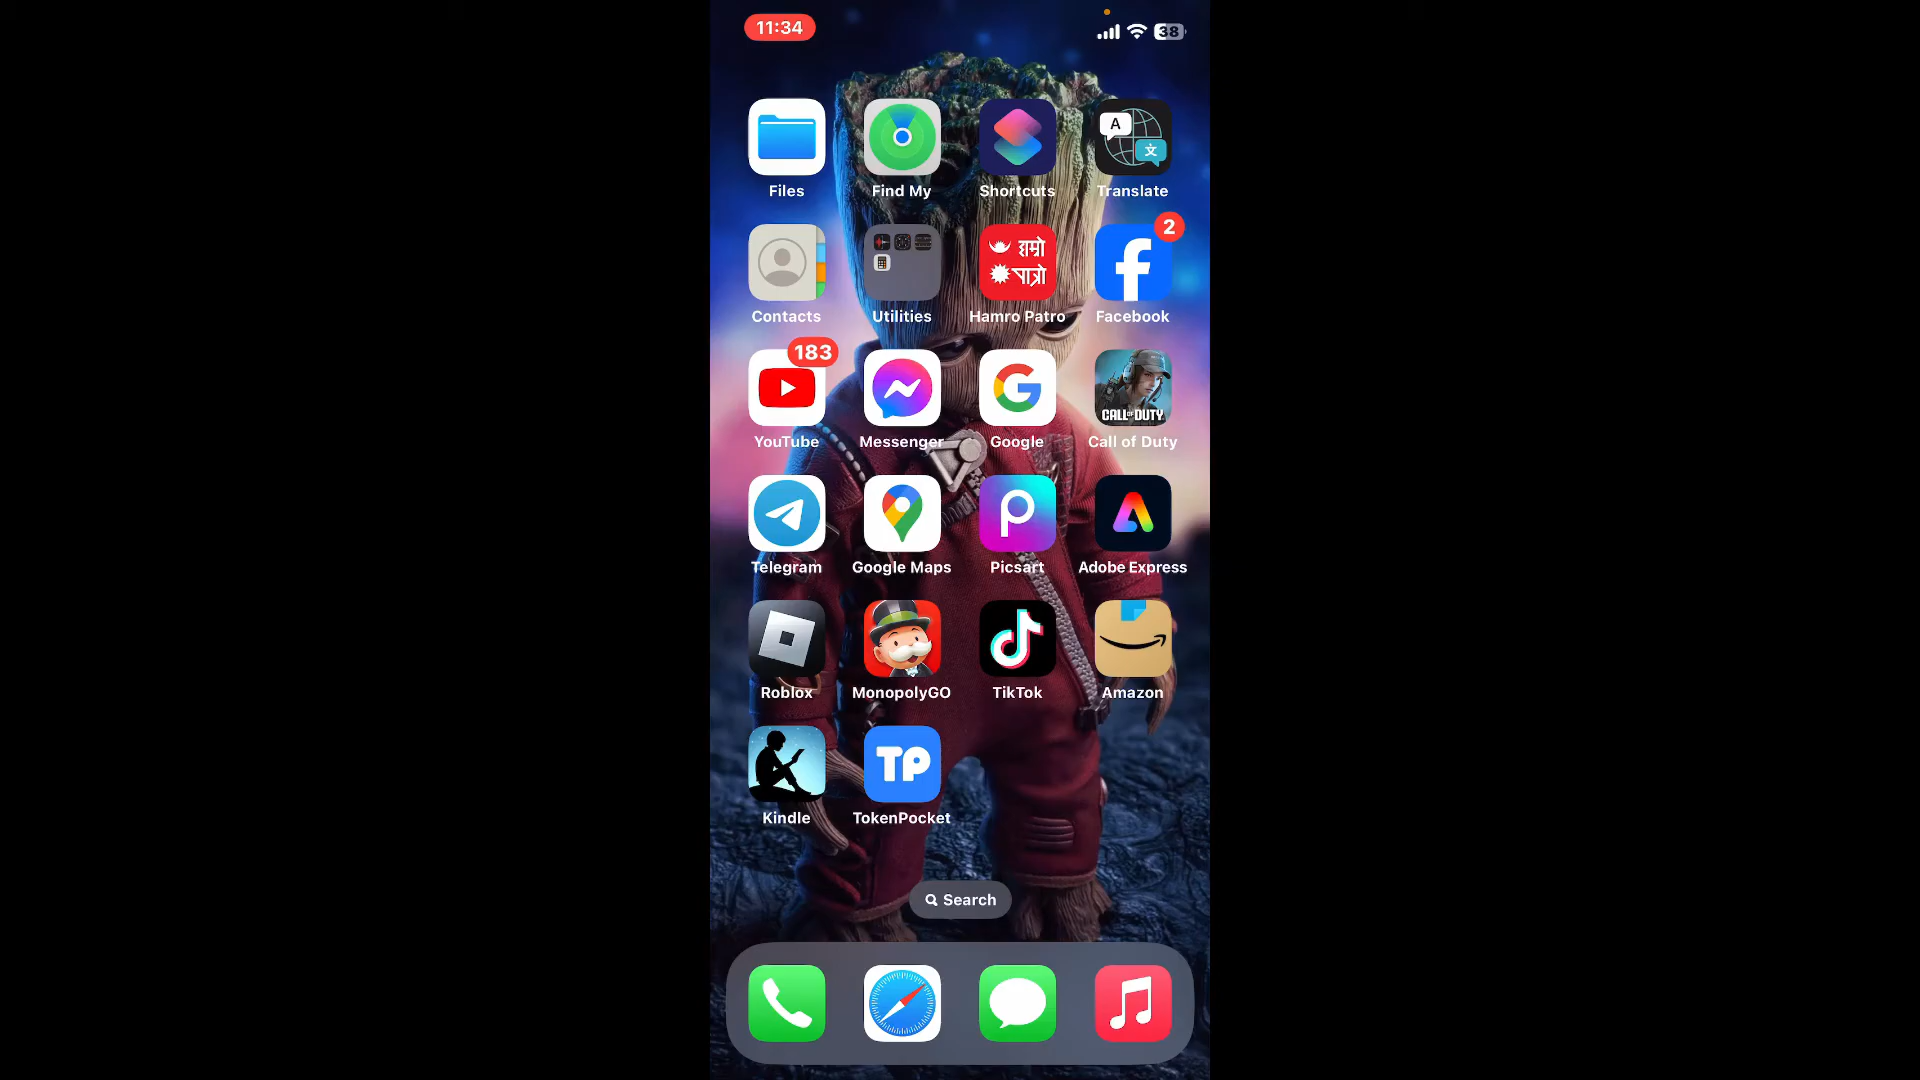 11:34
38
A
文
Files
Find My
Shortcuts
Translate
हाम्रो
पात्रो
2
Contacts
Utilities
Hamro Patro
Facebook
183
CALL OF DUTY
YouTube
Messenger
Google
Call of Duty
Telegram
Google Maps
Picsart
Adobe Express
Roblox
MonopolyGO
TikTok
Amazon
TP
Kindle
TokenPocket
Search